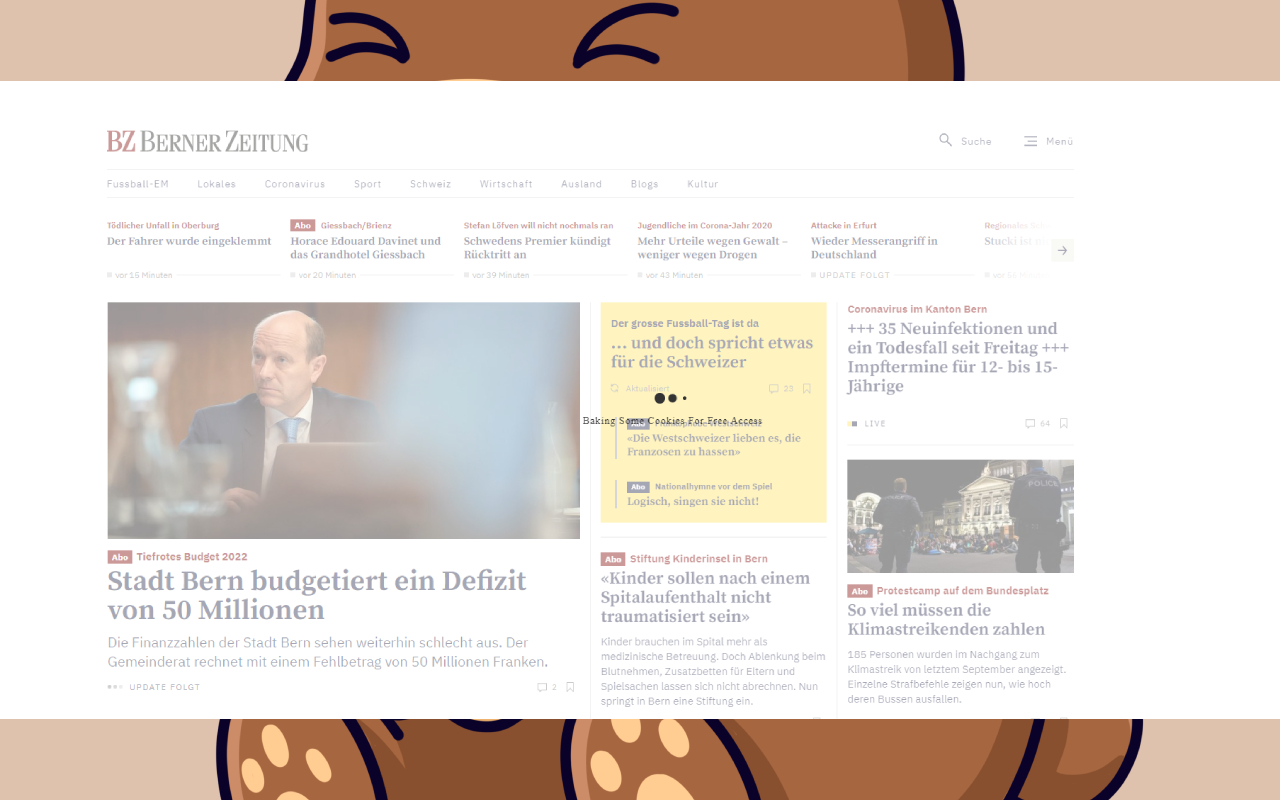 BZ BERNER ZEITUNG
Suche
Menü
Fussball-EM Lokales Coronavirus Sport Schweiz Wirtschaft Ausland Blogs Kultur
Tödlicher Unfall in Oberburg
Der Fahrer wurde eingeklemmt
vor 15 Minuten
Abo Giessbach/Brienz
Horace Edouard Davinet und
das Grandhotel Giessbach
vor 20 Minuten
Stefan Löfven will nicht nochmals ran
Schwedens Premier kündigt
Rücktritt an
vor 39 Minuten
Jugendliche im Corona-Jahr 2020
Mehr Urteile wegen Gewalt –
weniger wegen Drogen
vor 43 Minuten
Attacke in Erfurt
Wieder Messerangriff in
Deutschland
UPDATE FOLGT
Stucki ist
Abo Tiefrotes Budget 2022
Stadt Bern budgetiert ein Defizit
von 50 Millionen
Die Finanzzahlen der Stadt Bern sehen weiterhin schlecht aus. Der
Gemeinderat rechnet mit einem Fehlbetrag von 50 Millionen Franken.
UPDATE FOLGT
2
Der grosse Fussball-Tag ist da
… und doch spricht etwas
für die Schweizer
Aktualisiert
23
Baking Some Cookies For Free Access
«Die Westschweizer lieben es, die
Franzosen zu hassen»
Abo Nationalhymne vor dem Spiel
Logisch, singen sie nicht!
Abo Stiftung Kinderinsel in Bern
«Kinder sollen nach einem
Spitalaufenthalt nicht
traumatisiert sein»
Kinder brauchen im Spital mehr als
medizinische Betreuung. Doch Ablenkung beim
Blutnehmen, Zusatzbetten für Eltern und
Spielsachen lassen sich nicht abrechnen. Nun
springt in Bern eine Stiftung ein.
Coronavirus im Kanton Bern
+++ 35 Neuinfektionen und
ein Todesfall seit Freitag +++
Impftermine für 12- bis 15-
Jährige
LIVE
64
POLICE
Abo Protestcamp auf dem Bundesplatz
So viel müssen die
Klimastreikenden zahlen
185 Personen wurden im Nachgang zum
Klimastreik von letztem September angezeigt.
Einzelne Strafbefehle zeigen nun, wie hoch
deren Bussen ausfallen.